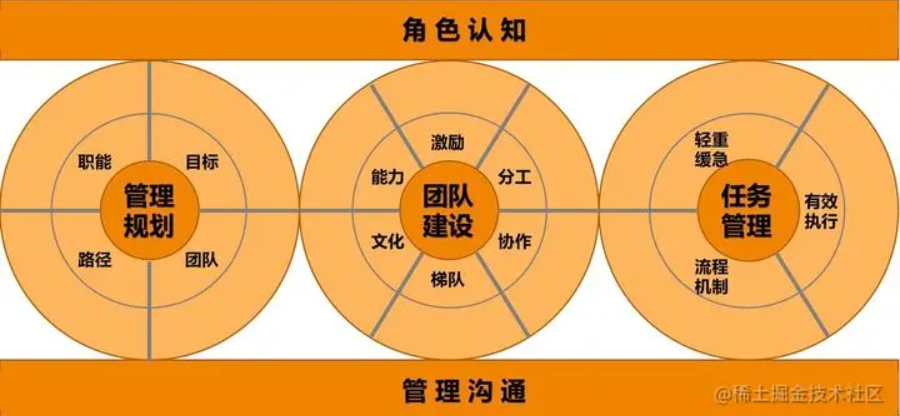 角色认知
职能
目标
管理
规划
路径
团队
激励
能力
分工
团队
建设
文化
协作
梯队
轻重
缓急
任务
管理
有效
执行
流程
机制
管理沟通
@稀土掘金技术社区